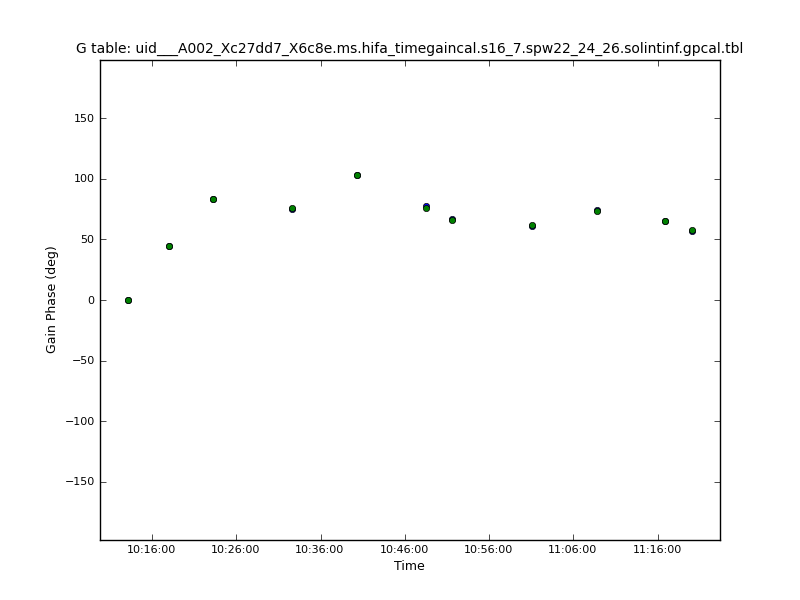 G table: uid___A002_Xc27dd7_X6c8e.ms.hifa_timegaincal.s16_7.spw22_24_26.solintinf.gpcal.tbl
150
100
50
0
−50
−100
−150
Gain Phase (deg)
10:16:00 10:26:00 10:36:00 10:46:00 10:56:00 11:06:00 11:16:00
Time